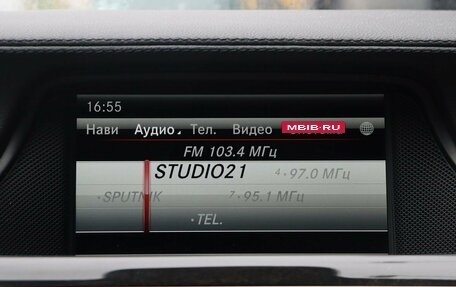 16:55
Нави Аудио Тел. Видео MBIB.RU
FM 103.4 МГц
STUDIO21 4·97.0 МГц
·SPUTNIK 7·95.1 МГц
·TEL.